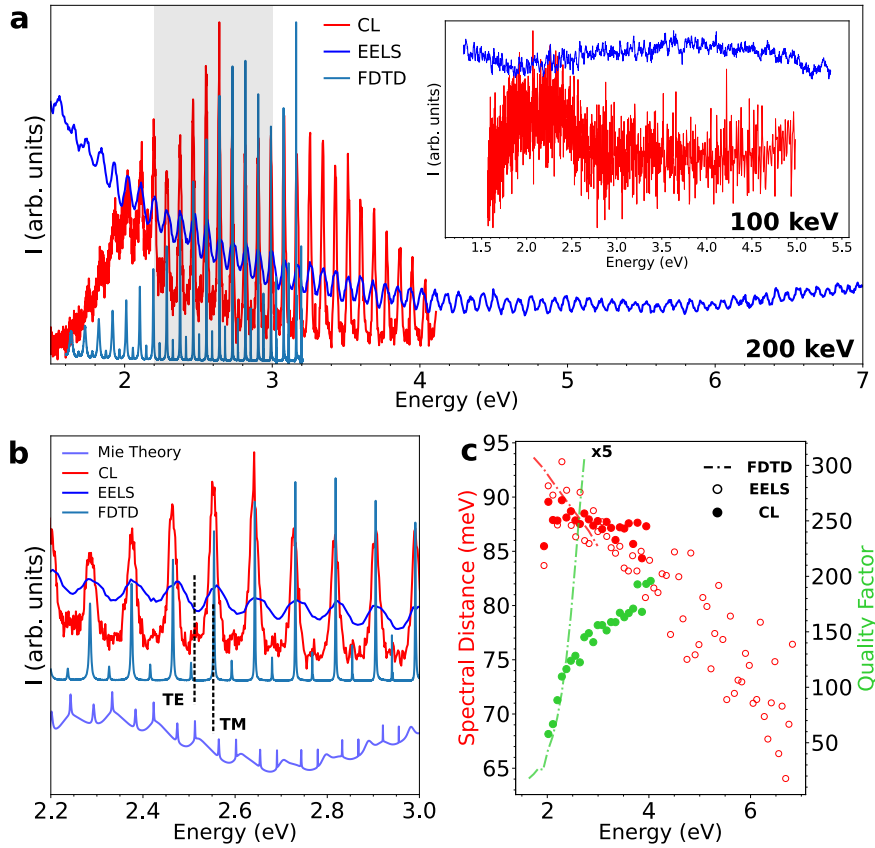 a
CL
EELS
FDTD
I (arb. units)
2
3
4
5
6
7
Energy (eV)
200 keV
I (arb. units)
1.5
2.0
2.5
3.0
3.5
4.0
4.5
5.0
5.5
Energy (eV)
100 keV
b
Mie Theory
CL
EELS
FDTD
TE
TM
I (arb. units)
2.2
2.4
2.6
2.8
3.0
Energy (eV)
c
x5
FDTD
EELS
CL
Spectral Distance (meV)
95
90
85
80
75
70
65
Quality Factor
300
250
200
150
100
50
2
4
6
Energy (eV)